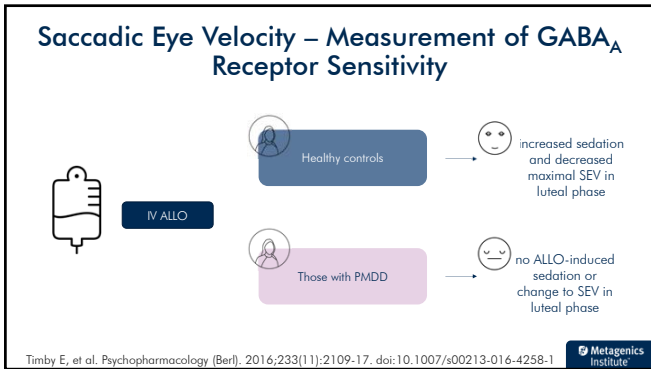 Saccadic Eye Velocity – Measurement of GABA_A
Receptor Sensitivity
IV ALLO
Healthy controls
increased sedation
and decreased
maximal SEV in
luteal phase
Those with PMDD
no ALLO-induced
sedation or
change to SEV in
luteal phase
Timby E, et al. Psychopharmacology (Berl). 2016;233(11):2109-17. doi:10.1007/s00213-016-4258-1
Metagenics
Institute™